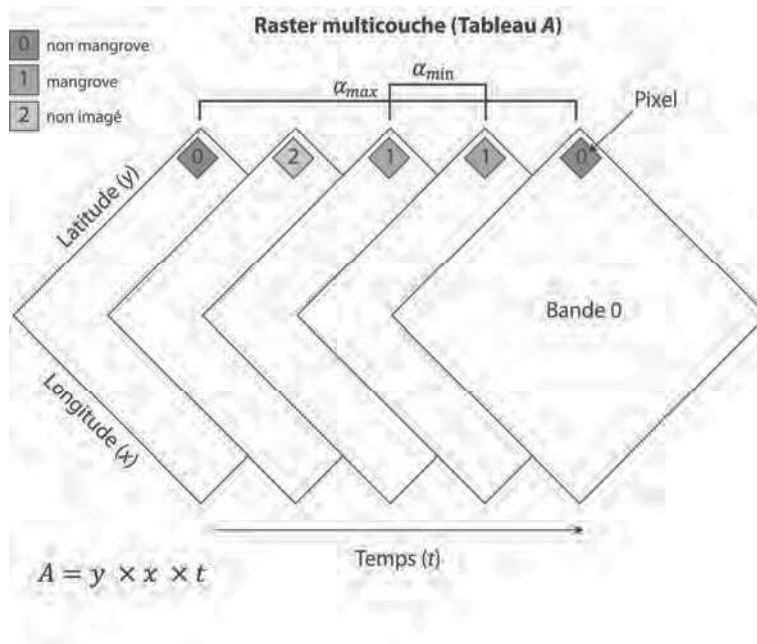 Raster multicouche (Tableau A)
0 non mangrove
1 mangrove
2 non imagé
α_min
α_max
Pixel
0 2 1 1 0
Latitude (y)
Bande 0
Longitude (x)
Temps (t)
A = y × x × t